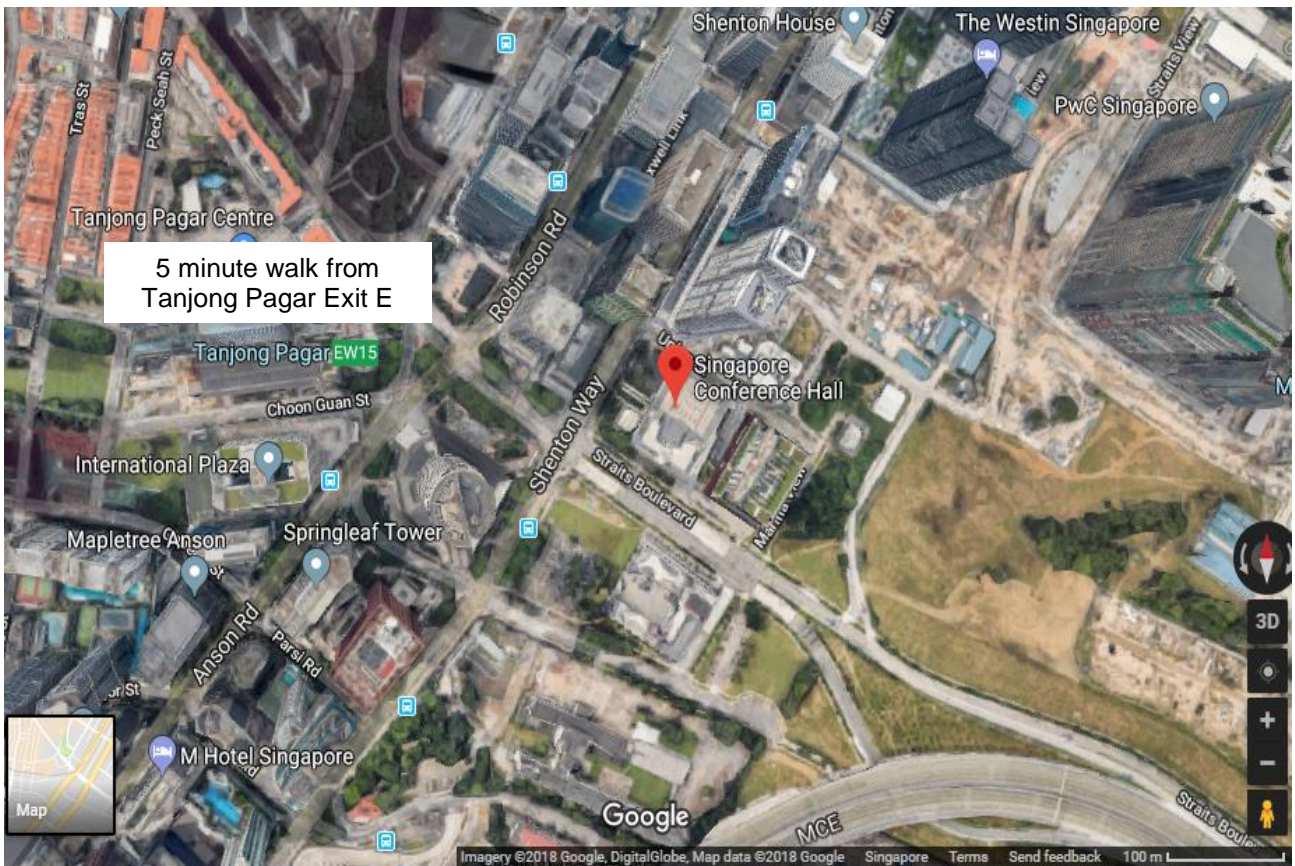 Shenton House
The Westin Singapore
Straits View
PwC Singapore
Tras St
Peck Seah St
Tanjong Pagar Centre
5 minute walk from
Tanjong Pagar Exit E
Robinson Rd
Tanjong Pagar EW15
Singapore
Conference Hall
Choon Guan St
Shenton Way
International Plaza
Straits Boulevard
Mapletree Anson
Springleaf Tower
Anson Rd
Parsi Rd
3D
M Hotel Singapore
Map
Google
MCE
Imagery ©2018 Google, DigitalGlobe, Map data ©2018 Google Singapore Terms Send feedback 100 m